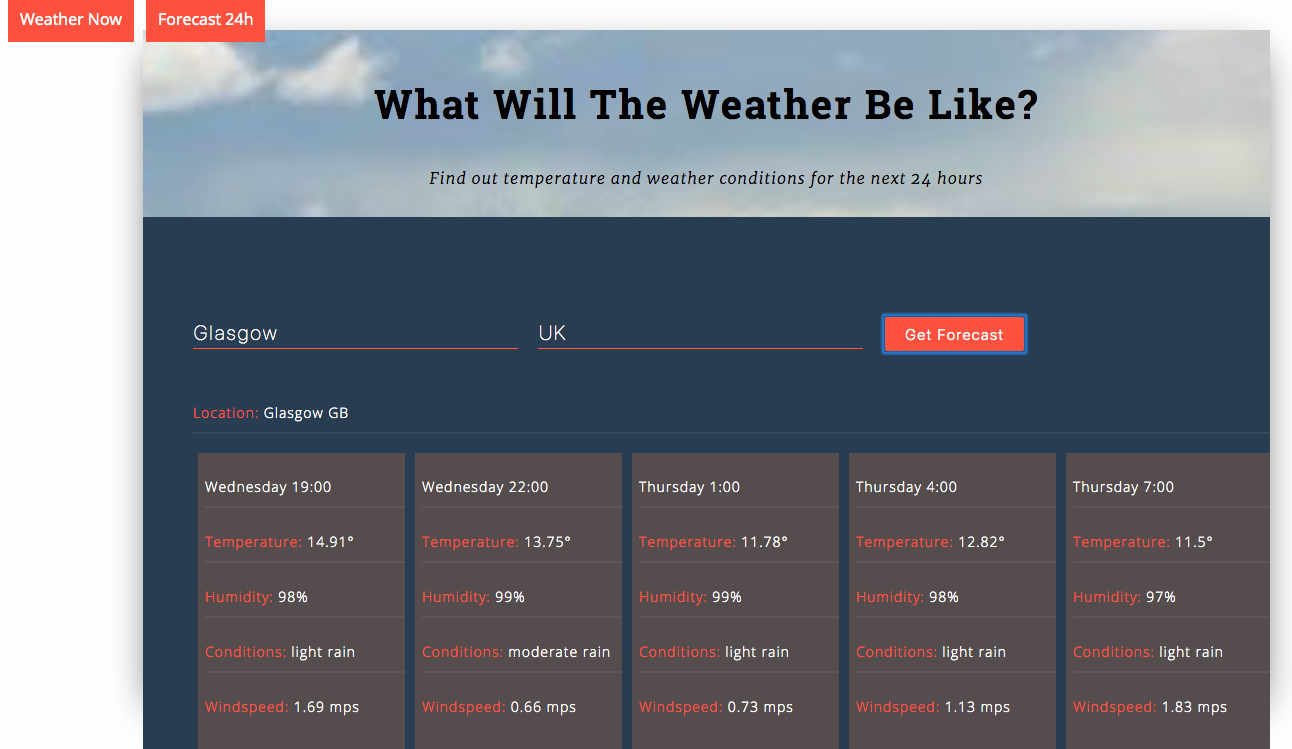 Weather Now Forecast 24h
What Will The Weather Be Like?
Find out temperature and weather conditions for the next 24 hours
Glasgow UK Get Forecast
Location: Glasgow GB
Wednesday 19:00 Wednesday 22:00 Thursday 1:00 Thursday 4:00 Thursday 7:00
Temperature: 14.91° Temperature: 13.75° Temperature: 11.78° Temperature: 12.82° Temperature: 11.5°
Humidity: 98% Humidity: 99% Humidity: 99% Humidity: 98% Humidity: 97%
Conditions: light rain Conditions: moderate rain Conditions: light rain Conditions: light rain Conditions: light rain
Windspeed: 1.69 mps Windspeed: 0.66 mps Windspeed: 0.73 mps Windspeed: 1.13 mps Windspeed: 1.83 mps